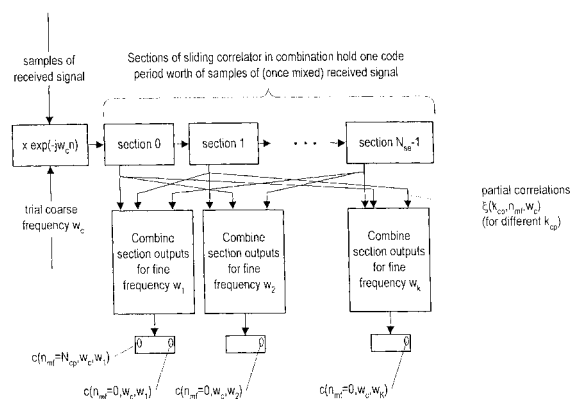 samples of
received signal
Sections of sliding correlator in combination hold one code
period worth of samples of (once mixed) received signal
x exp(-jw_c n)
section 0
section 1
• • •
section N_se-1
trial coarse
frequency w_c
partial correlations
ξ(k_cp,n_mf,w_c)
(for different k_cp)
Combine
section outputs
for fine
frequency w_1
Combine
section outputs
for fine
frequency w_2
Combine
section outputs
for fine
frequency w_k
0 0
0
0
c(n_mf=N_cp,w_c,w_1)
c(n_mf=0,w_c,w_1)
c(n_mf=0,w_c,w_2)
c(n_mf=0,w_c,w_K)